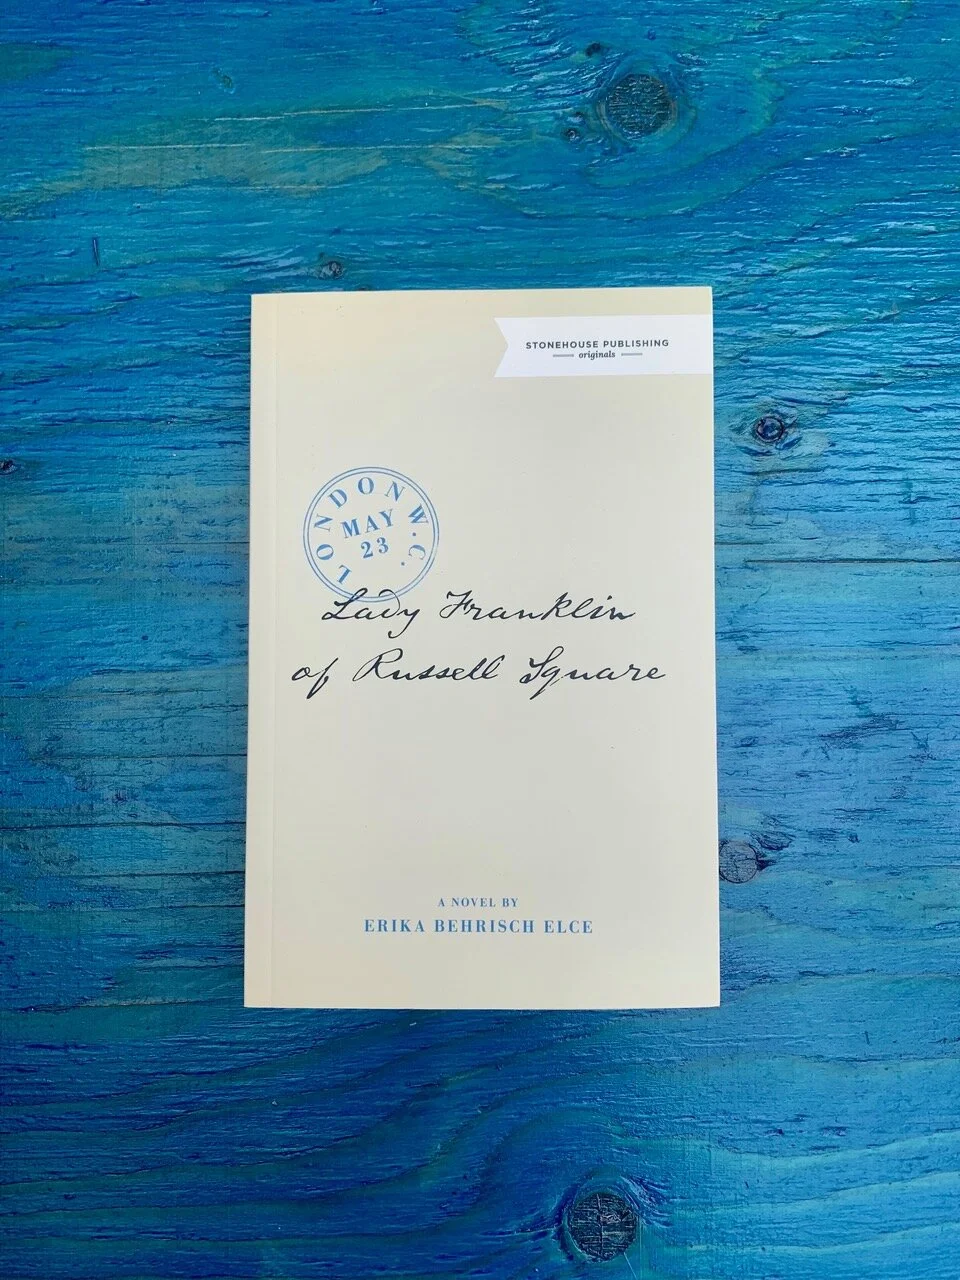 STONEHOUSE PUBLISHING
originals
LONDON W.C.
MAY
23
Lady Franklin
of Russell Square
A NOVEL BY
ERIKA BEHRISCH ELCE